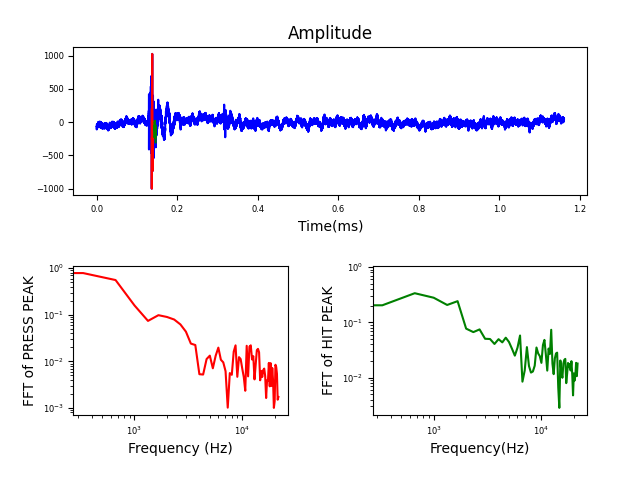 Amplitude
1000
500
0
−500
−1000
0.0 0.2 0.4 0.6 0.8 1.0 1.2
Time(ms)
FFT of PRESS PEAK
10⁰
10⁻¹
10⁻²
10⁻³
10³ 10⁴
Frequency (Hz)
FFT of HIT PEAK
10⁰
10⁻¹
10⁻²
10³ 10⁴
Frequency(Hz)